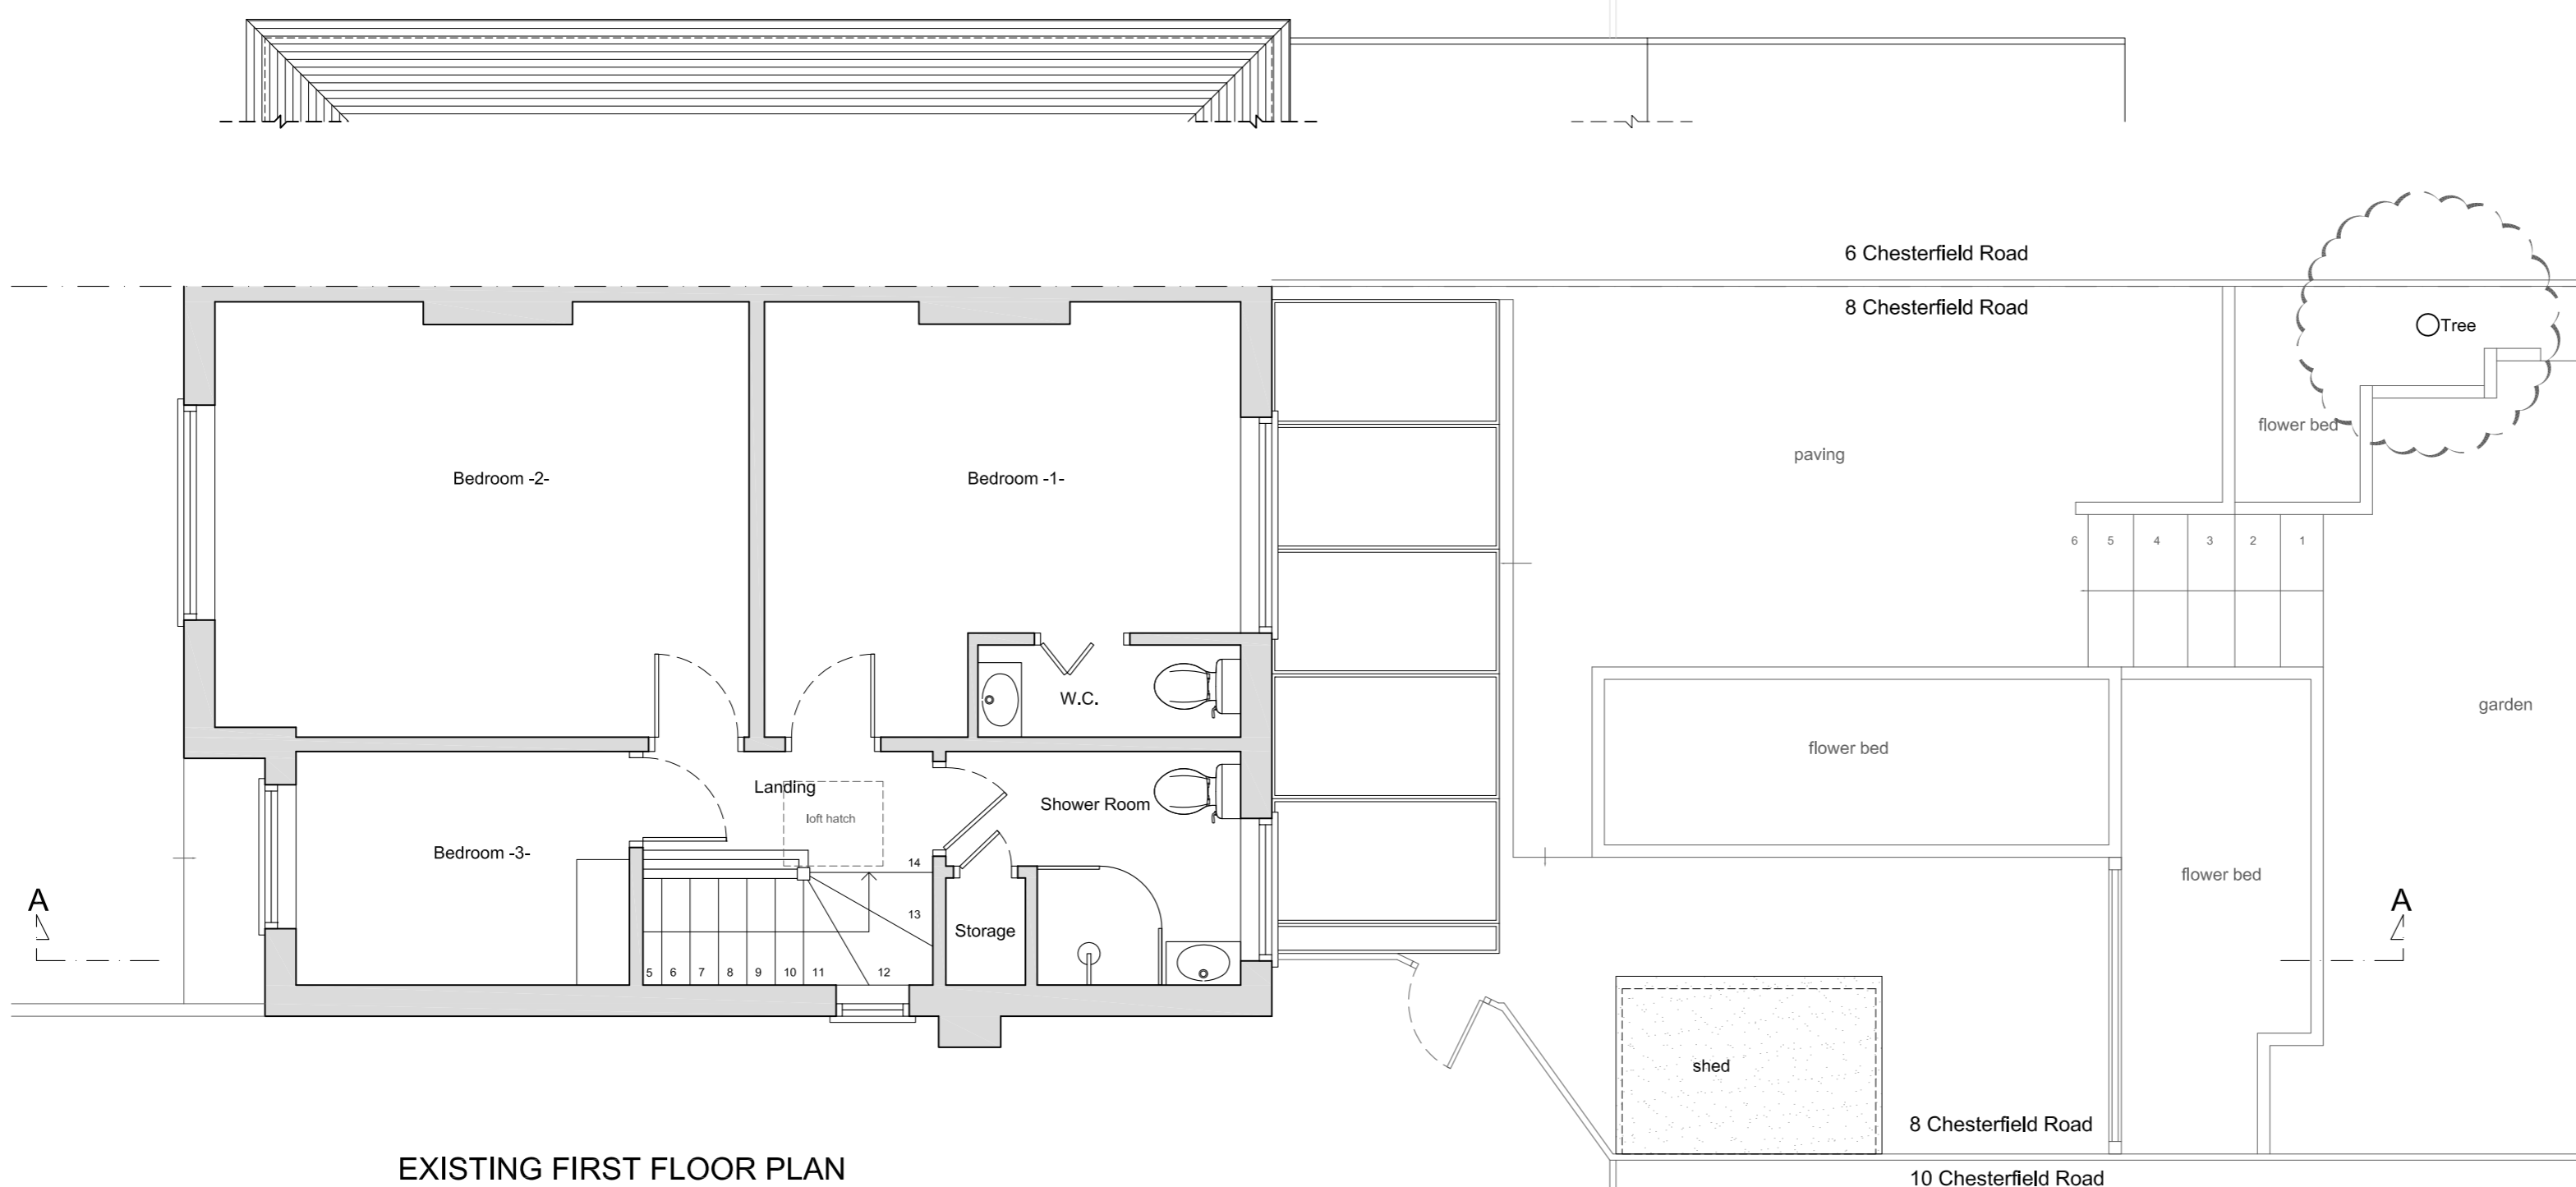 6 Chesterfield Road
8 Chesterfield Road
Tree
flower bed
paving
Bedroom -2-
Bedroom -1-
6 5 4 3 2 1
W.C.
garden
flower bed
Landing
Shower Room
loft hatch
Bedroom -3-
14
flower bed
A
A
13
Storage
5 6 7 8 9 10 11 12
shed
8 Chesterfield Road
EXISTING FIRST FLOOR PLAN
10 Chesterfield Road